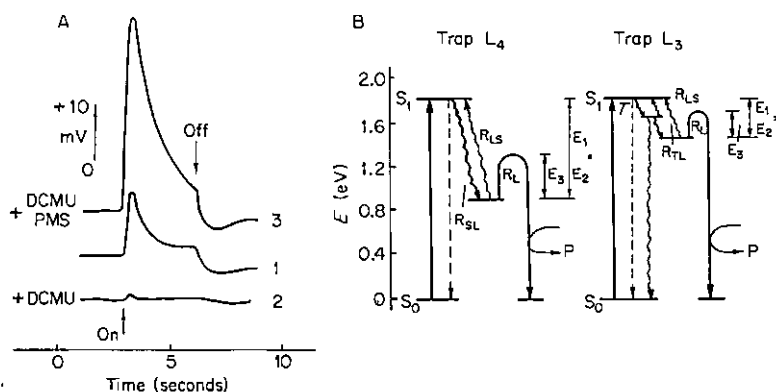 A
+10
mV
0
Off
+ DCMU
PMS
3
1
+ DCMU
2
On
0
5
10
Time (seconds)
B
Trap L4
Trap L3
2.0
1.6
1.2
0.8
0.4
0
E (eV)
S1
S0
RLS
RSL
RŁ
E1
E2
E3
P
S1
S0
T
RLS
RTL
E1,
E2
E3
P